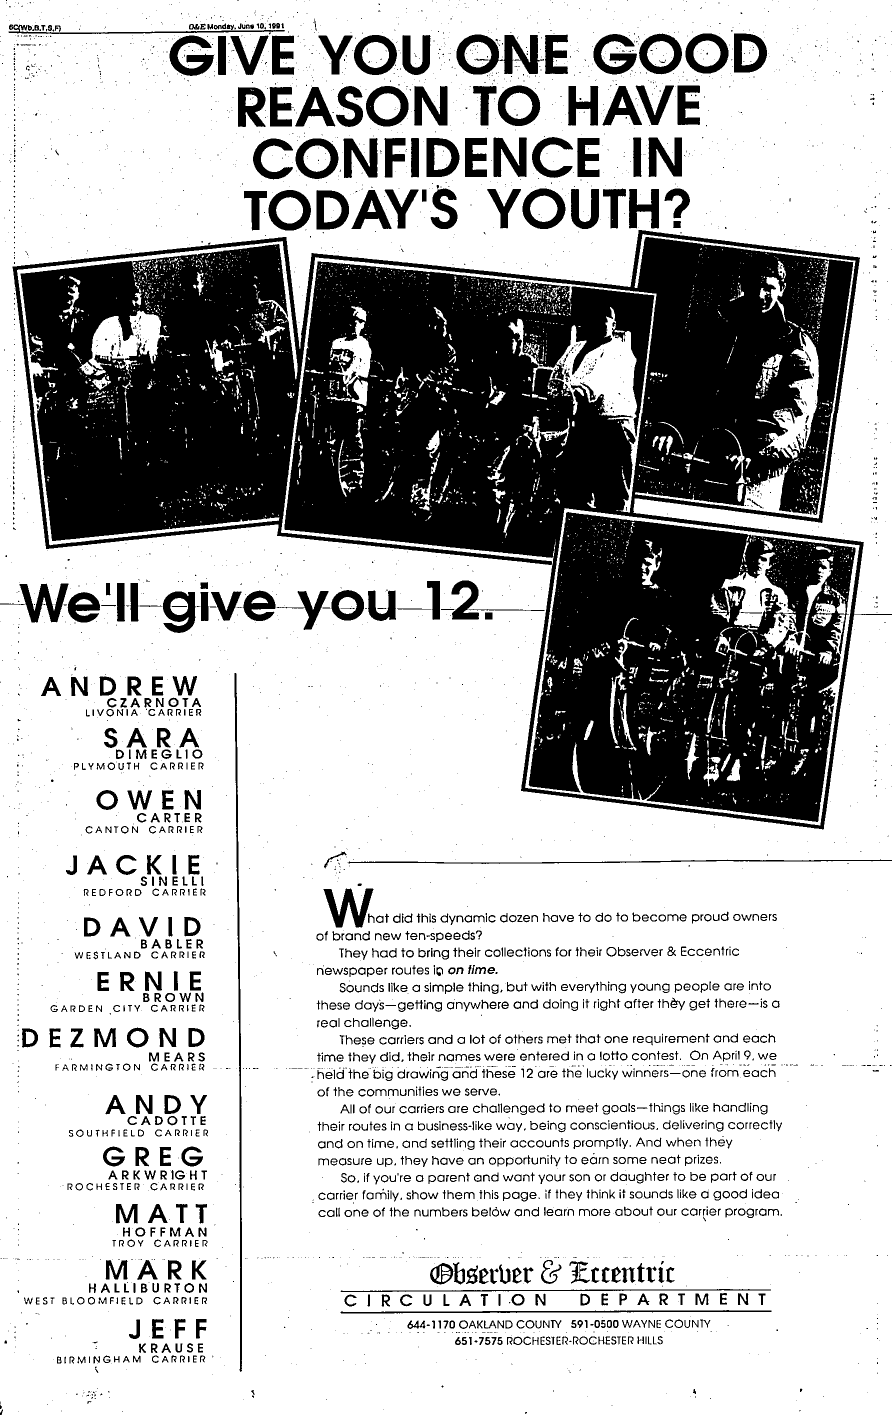 6C(Wb,B,T,S,F)
O&E Monday, June 10, 1991
GIVE YOU ONE GOOD
REASON TO HAVE
CONFIDENCE IN
TODAY'S YOUTH?
We'll give you 12.
ANDREW
CZARNOTA
LIVONIA CARRIER
SARA
DIMEGLIO
PLYMOUTH CARRIER
OWEN
CARTER
CANTON CARRIER
JACKIE
SINELLI
REDFORD CARRIER
DAVID
BABLER
WESTLAND CARRIER
ERNIE
BROWN
GARDEN CITY CARRIER
DEZMOND
MEARS
FARMINGTON CARRIER
ANDY
CADOTTE
SOUTHFIELD CARRIER
GREG
ARKWRIGHT
ROCHESTER CARRIER
MATT
HOFFMAN
TROY CARRIER
MARK
HALLIBURTON
WEST BLOOMFIELD CARRIER
JEFF
KRAUSE
BIRMINGHAM CARRIER
What did this dynamic dozen have to do to become proud owners
of brand new ten-speeds?
They had to bring their collections for their Observer & Eccentric
newspaper routes in on time.
Sounds like a simple thing, but with everything young people are into
these days—getting anywhere and doing it right after they get there—is a
real challenge.
These carriers and a lot of others met that one requirement and each
time they did, their names were entered in a lotto contest. On April 9, we
held the big drawing and these 12 are the lucky winners—one from each
of the communities we serve.
All of our carriers are challenged to meet goals—things like handling
their routes in a business-like way, being conscientious, delivering correctly
and on time, and settling their accounts promptly. And when they
measure up, they have an opportunity to earn some neat prizes.
So, if you're a parent and want your son or daughter to be part of our
carrier family, show them this page. if they think it sounds like a good idea
call one of the numbers below and learn more about our carrier program.
Observer & Eccentric
CIRCULATION DEPARTMENT
644-1170 OAKLAND COUNTY 591-0500 WAYNE COUNTY
651-7575 ROCHESTER-ROCHESTER HILLS